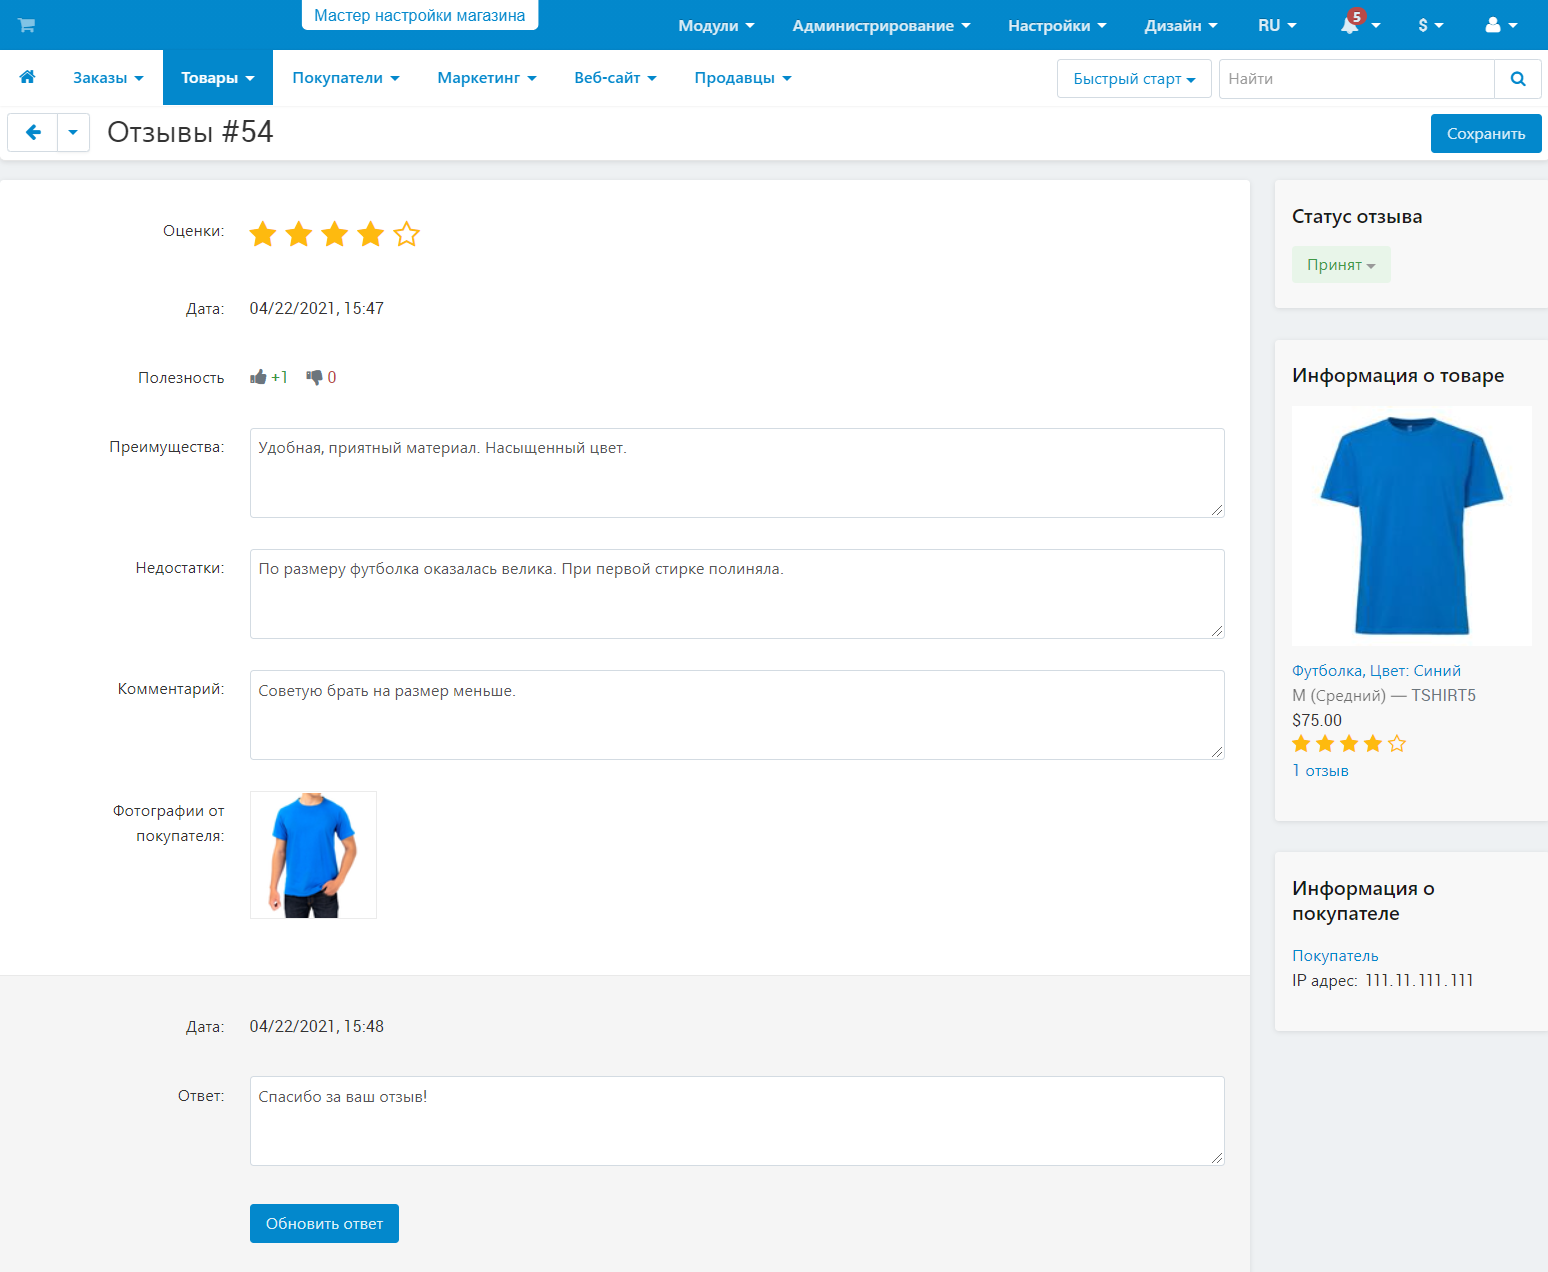 Мастер настройки магазина
Модули Администрирование Настройки Дизайн RU 5 $
Заказы Товары Покупатели Маркетинг Веб-сайт Продавцы Быстрый старт Найти
Отзывы #54 Сохранить
Оценки:
Дата: 04/22/2021, 15:47
Полезность +1 0
Преимущества: Удобная, приятный материал. Насыщенный цвет.
Недостатки: По размеру футболка оказалась велика. При первой стирке полиняла.
Комментарий: Советую брать на размер меньше.
Фотографии от
покупателя:
Дата: 04/22/2021, 15:48
Ответ: Спасибо за ваш отзыв!
Обновить ответ
Статус отзыва
Принят
Информация о товаре
Футболка, Цвет: Синий
M (Средний) — TSHIRT5
$75.00
1 отзыв
Информация о
покупателе
Покупатель
IP адрес: 111.11.111.111